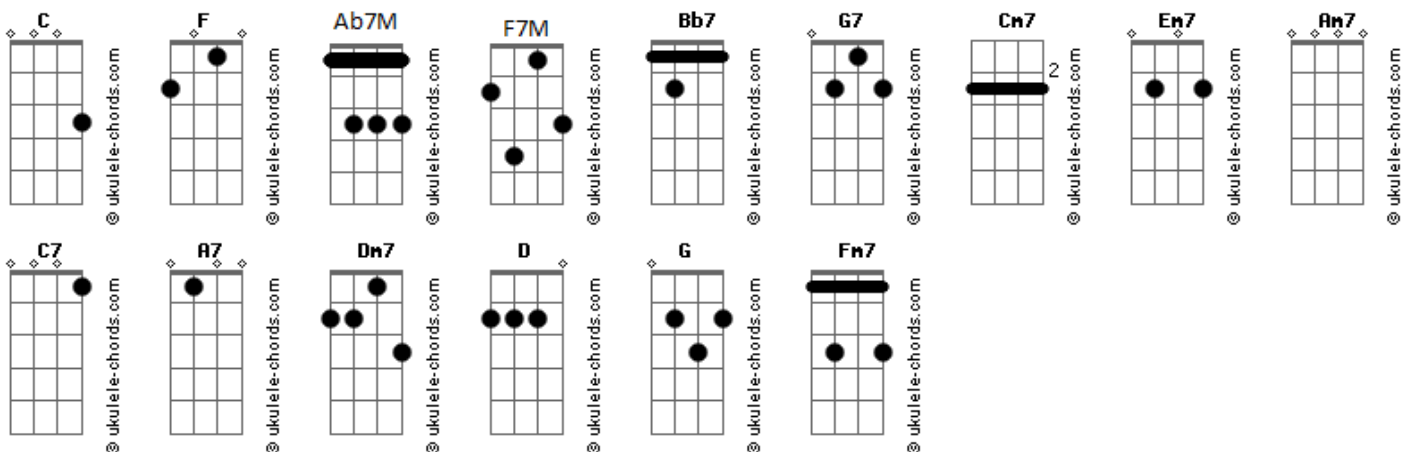 C F Ab7M F7M Bb7 G7 Cm7 Em7 Am7
2
@ ukulele-chords.com @ ukulele-chords.com @ ukulele-chords.com @ ukulele-chords.com @ ukulele-chords.com @ ukulele-chords.com @ ukulele-chords.com @ ukulele-chords.com @ ukulele-chords.com
C7 A7 Dm7 D G Fm7
@ ukulele-chords.com @ ukulele-chords.com @ ukulele-chords.com @ ukulele-chords.com @ ukulele-chords.com @ ukulele-chords.com